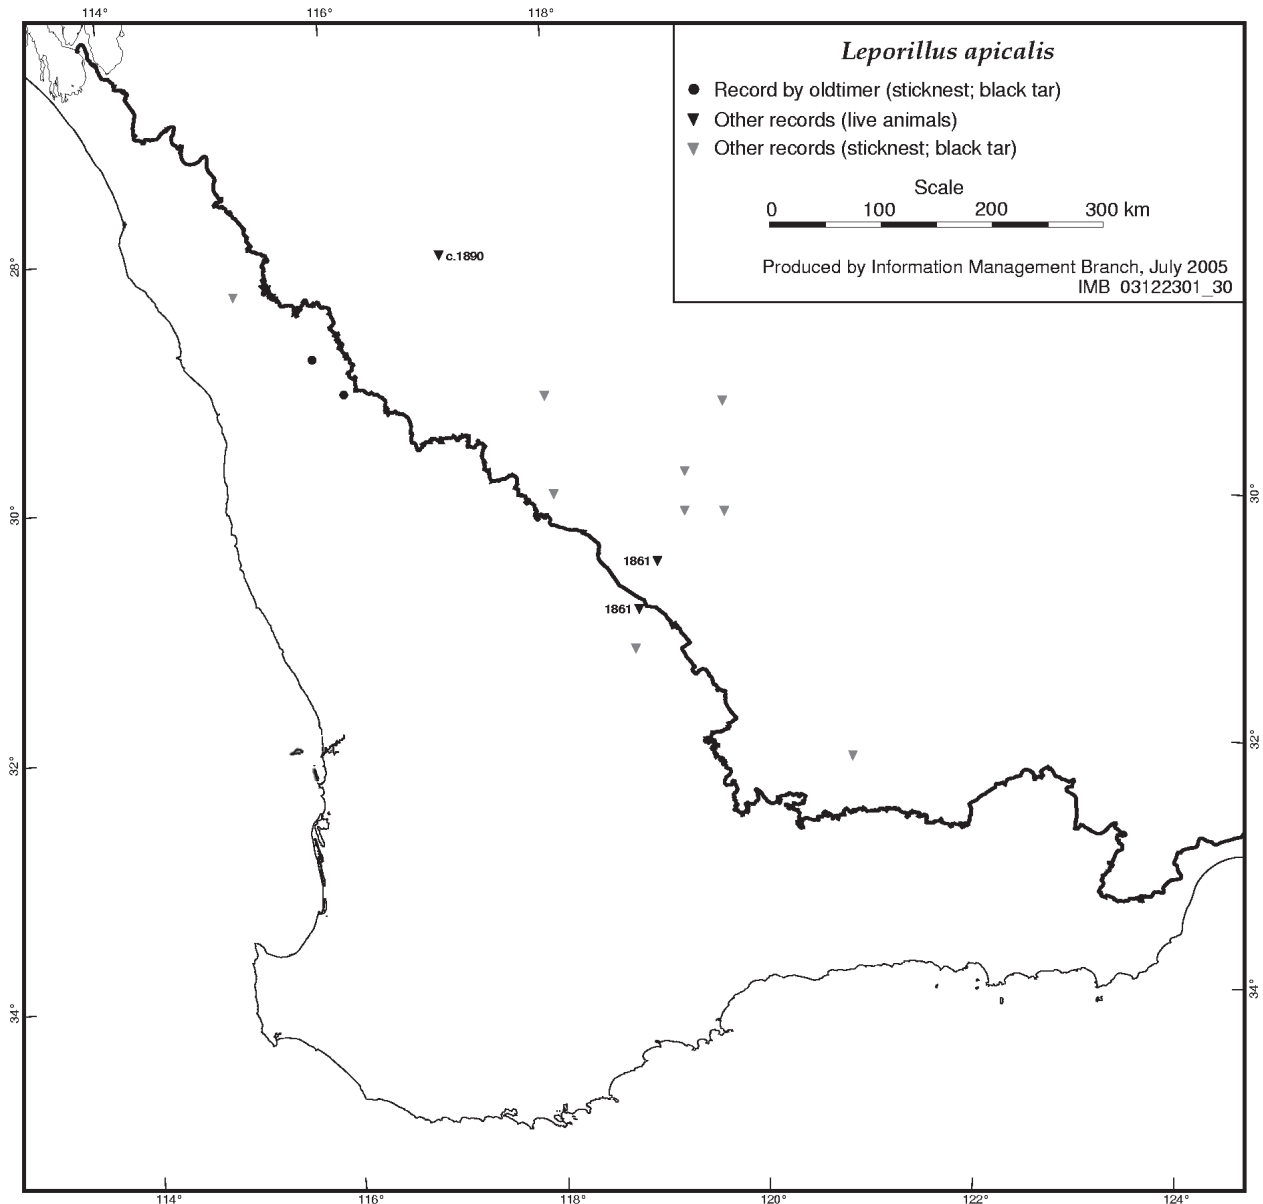 114° 116° 118°
Leporillus apicalis
Record by oldtimer (sticknest; black tar)
Other records (live animals)
Other records (sticknest; black tar)
Scale
0 100 200 300 km
Produced by Information Management Branch, July 2005
IMB 03122301_30
c.1890
28°
30°
30°
1861
1861
32°
32°
34°
34°
114° 116° 118° 120° 122° 124°